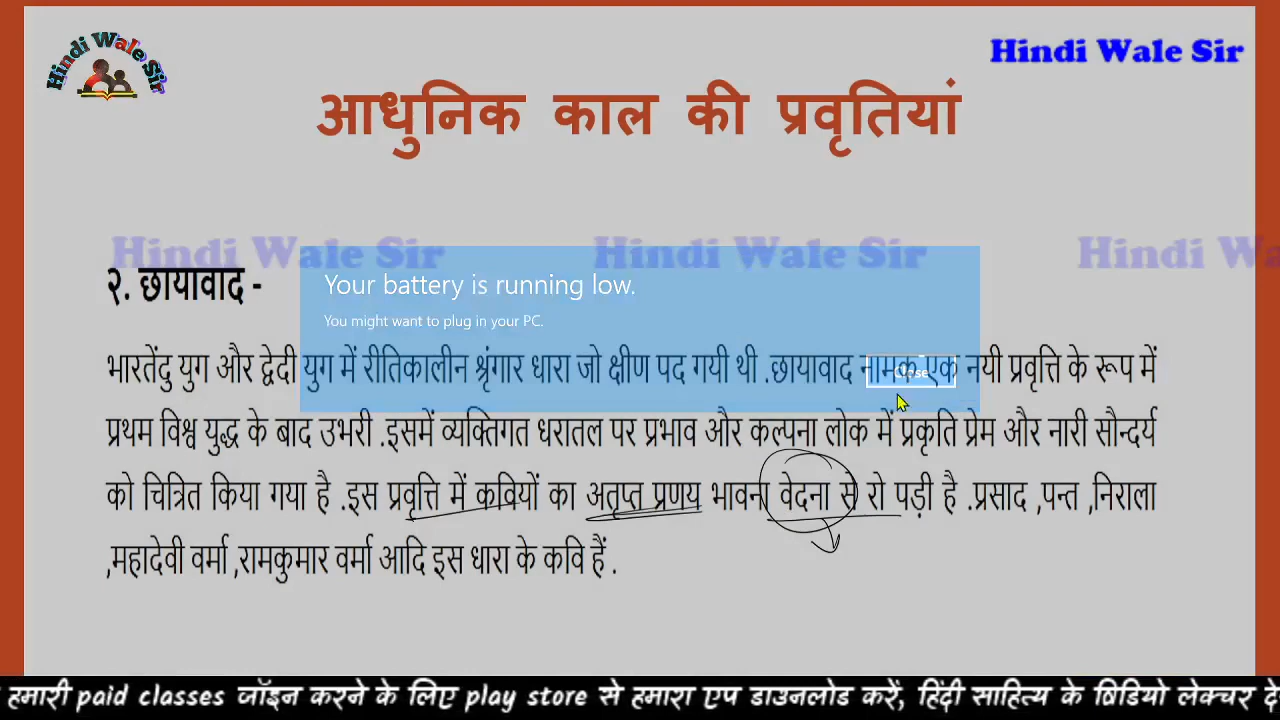 Hindi Wale Sir
Hindi Wale Sir
आधुनिक काल की प्रवृतियां
Hindi Wale Sir
Hindi Wale Sir
Hindi Wale Sir
२. छायावाद -
Your battery is running low.
You might want to plug in your PC.
Close
भारतेंदु युग और द्वेदी युग में रीतिकालीन श्रृंगार धारा जो क्षीण पद गयी थी .छायावाद नामक एक नयी प्रवृत्ति के रूप में
प्रथम विश्व युद्ध के बाद उभरी .इसमें व्यक्तिगत धरातल पर प्रभाव और कल्पना लोक में प्रकृति प्रेम और नारी सौन्दर्य
को चित्रित किया गया है .इस प्रवृत्ति में कवियों का अतृप्त प्रणय भावना वेदना से रो पड़ी है .प्रसाद ,पन्त ,निराला
,महादेवी वर्मा ,रामकुमार वर्मा आदि इस धारा के कवि हैं .
हमारी paid classes जॉइन करने के लिए play store से हमारा एप डाउनलोड करें, हिंदी साहित्य के विडियो लेक्चर दे